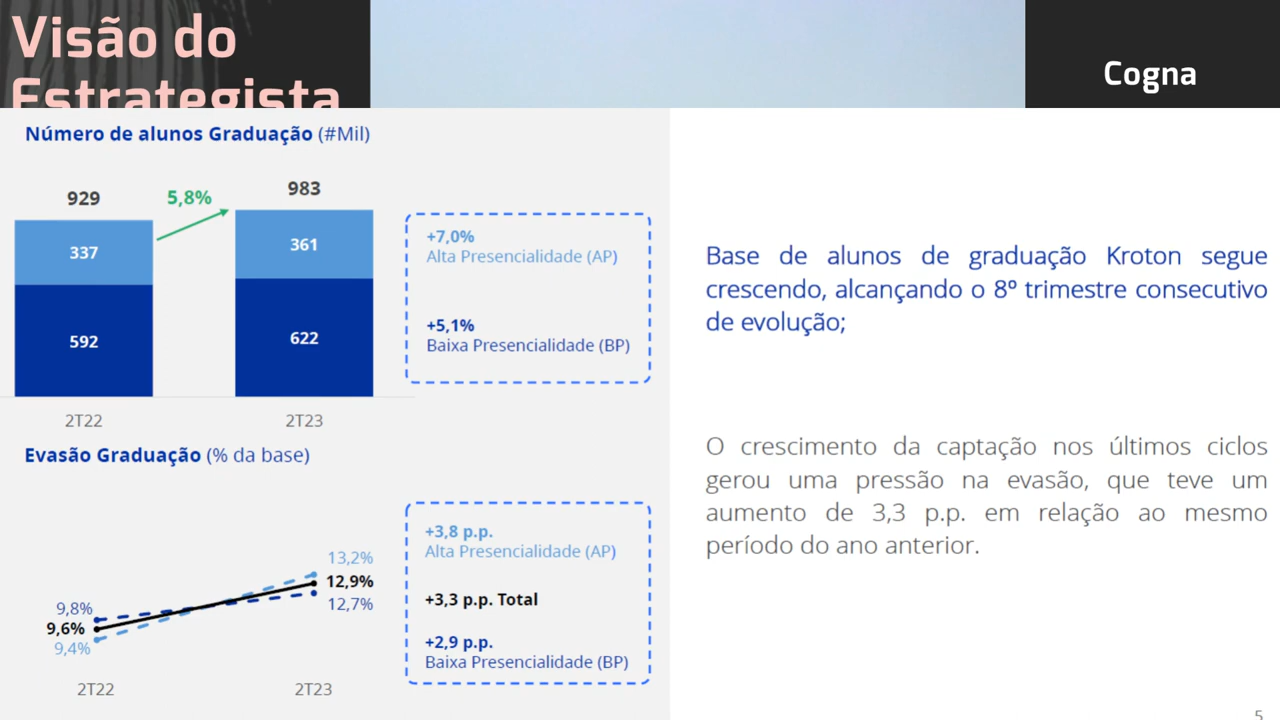 Visão do
Estrategista
Cogna
Número de alunos Graduação (#Mil)
929
5,8%
983
337
361
592
622
2T22
2T23
+7,0%
Alta Presencialidade (AP)
+5,1%
Baixa Presencialidade (BP)
Evasão Graduação (% da base)
13,2%
12,9%
12,7%
9,8%
9,6%
9,4%
2T22
2T23
+3,8 p.p.
Alta Presencialidade (AP)
+3,3 p.p. Total
+2,9 p.p.
Baixa Presencialidade (BP)
Base de alunos de graduação Kroton segue
crescendo, alcançando o 8º trimestre consecutivo
de evolução;
O crescimento da captação nos últimos ciclos
gerou uma pressão na evasão, que teve um
aumento de 3,3 p.p. em relação ao mesmo
período do ano anterior.
5